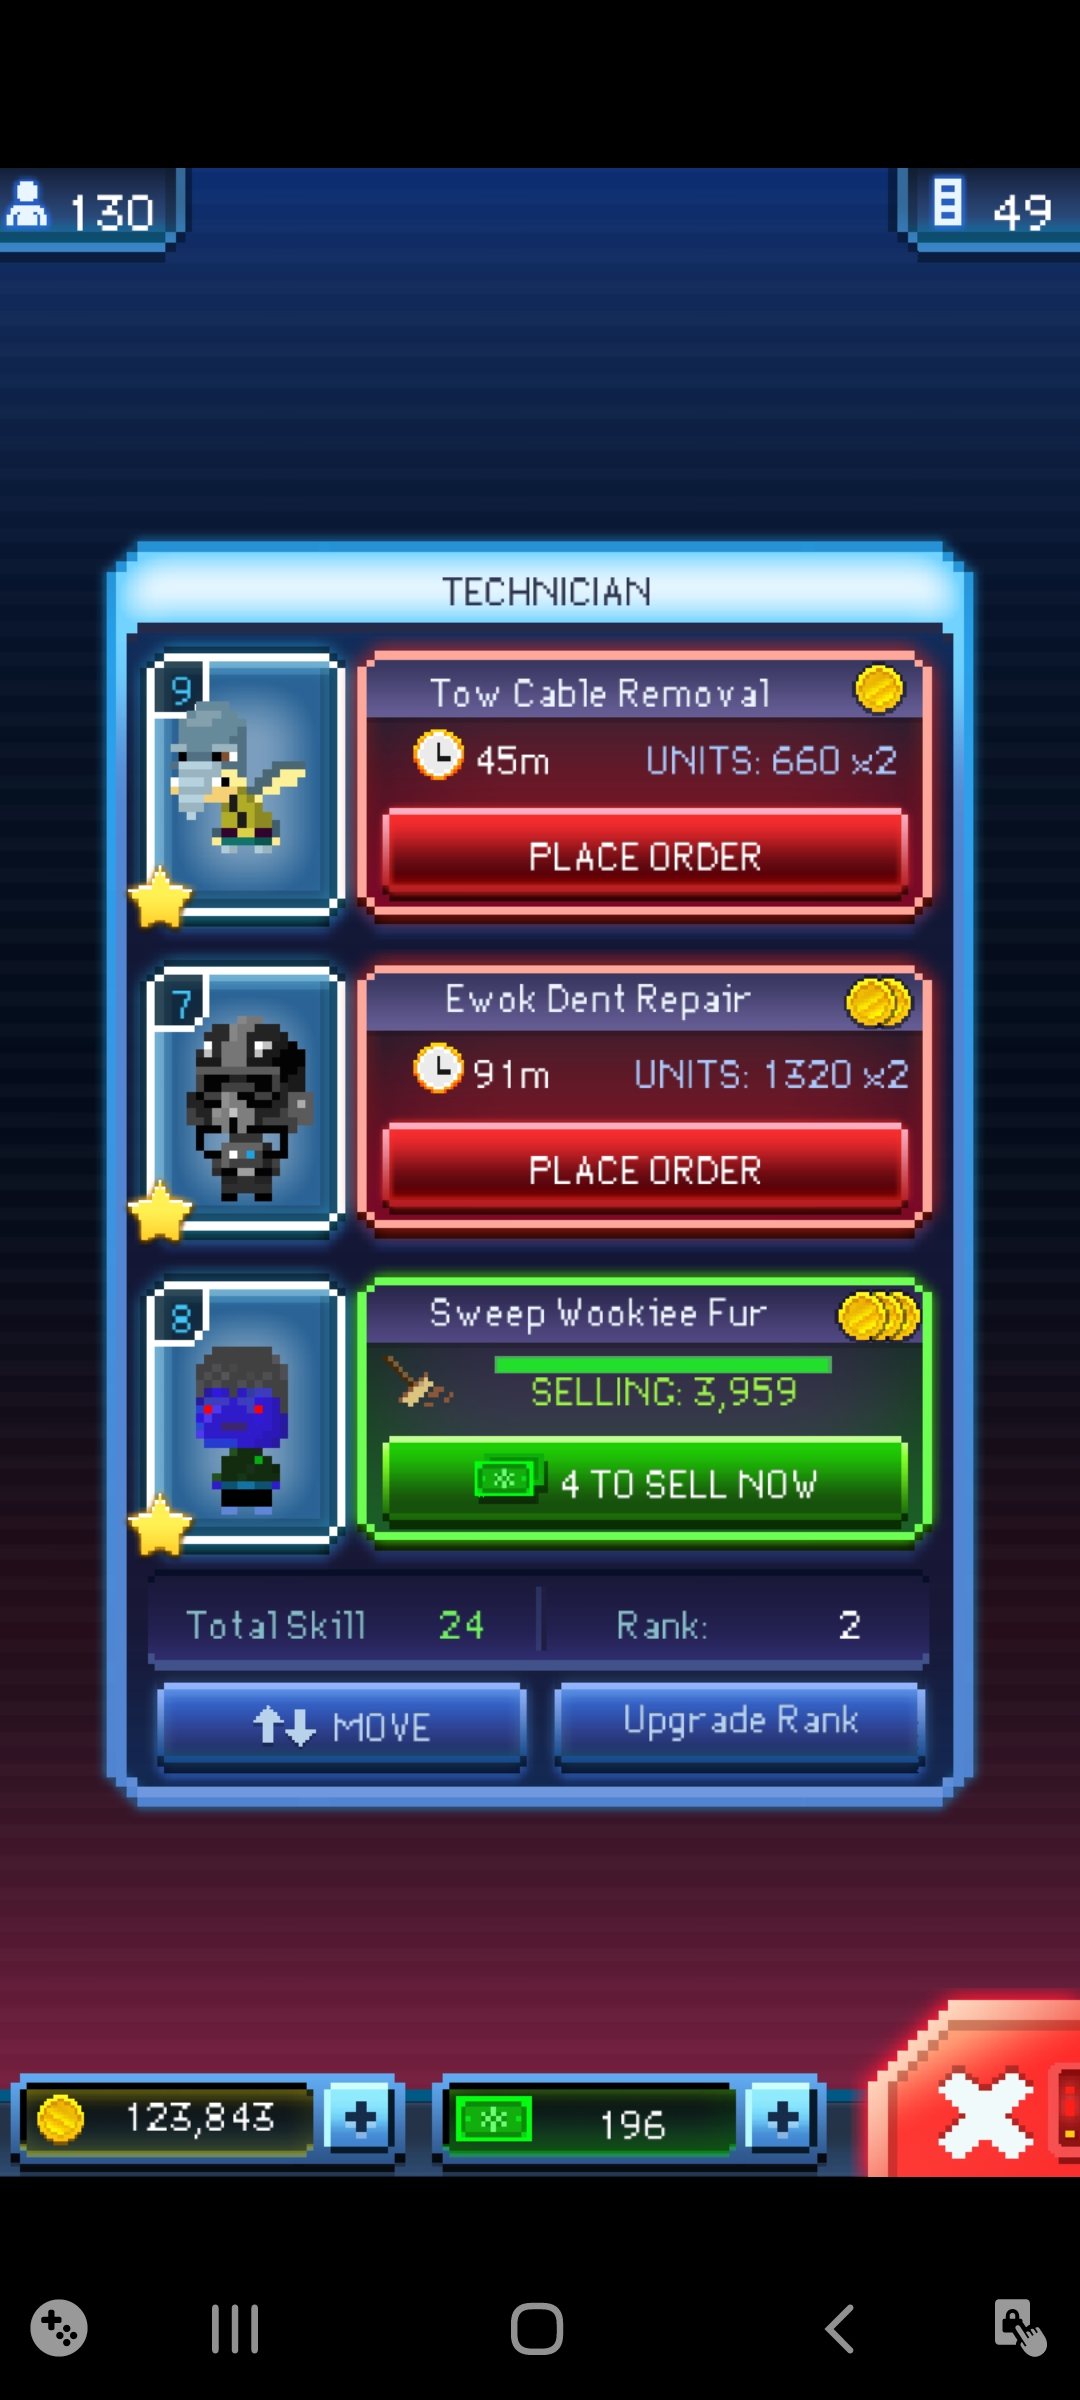 130
49
TECHNICIAN
9
Tow Cable Removal
45m UNITS: 660 x2
PLACE ORDER
7
Ewok Dent Repair
91m UNITS: 1320 x2
PLACE ORDER
8
Sweep Wookiee Fur
SELLING: 3,959
4 TO SELL NOW
Total Skill 24 Rank: 2
MOVE Upgrade Rank
123,843 + 196 +